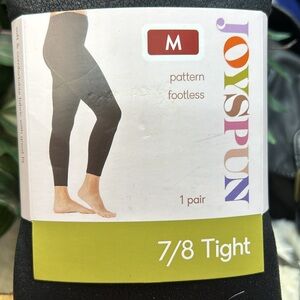 M
pattern
footless
JOYSPUN
1 pair
7/8 Tight